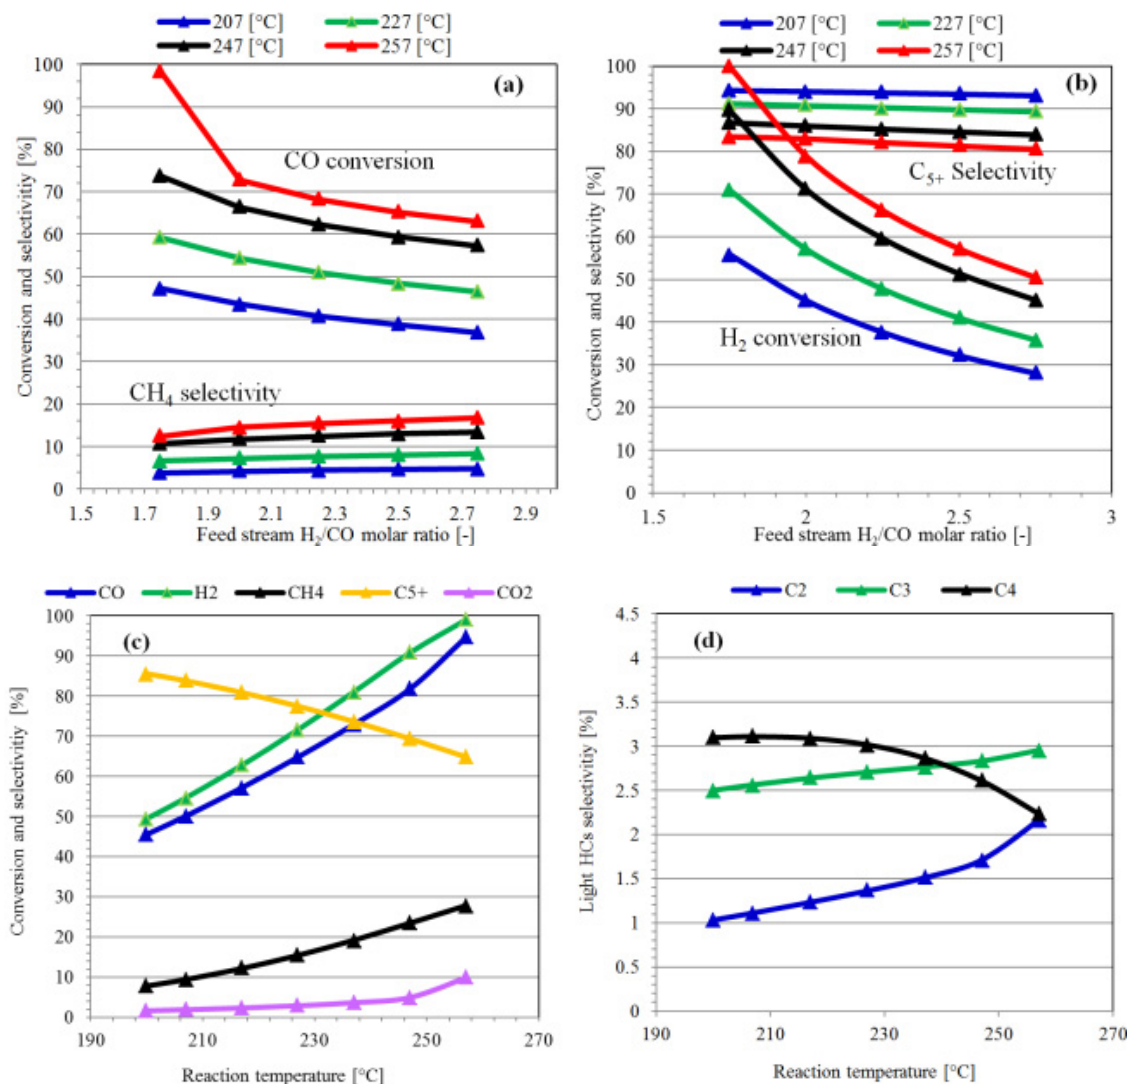 207 [°C] 227 [°C]
247 [°C] 257 [°C]
(a)
Conversion and selectivitiy [%]
100
90
80
70
60
50
40
30
20
10
0
CO conversion
CH4 selectivity
1.5 1.7 1.9 2.1 2.3 2.5 2.7 2.9
Feed stream H2/CO molar ratio [-]
207 [°C] 227 [°C]
247 [°C] 257 [°C]
(b)
Conversion and selectivity [%]
100
90
80
70
60
50
40
30
20
10
0
C5+ Selectivity
H2 conversion
1.5 2 2.5 3
Feed stream H2/CO molar ratio [-]
CO H2 CH4 C5+ CO2
(c)
Conversion and selectivitiy [%]
100
90
80
70
60
50
40
30
20
10
0
190 210 230 250 270
Reaction temperature [°C]
C2 C3 C4
(d)
Light HCs selectivitiy [%]
4.5
4
3.5
3
2.5
2
1.5
1
0.5
0
190 210 230 250 270
Reaction temperature [°C]